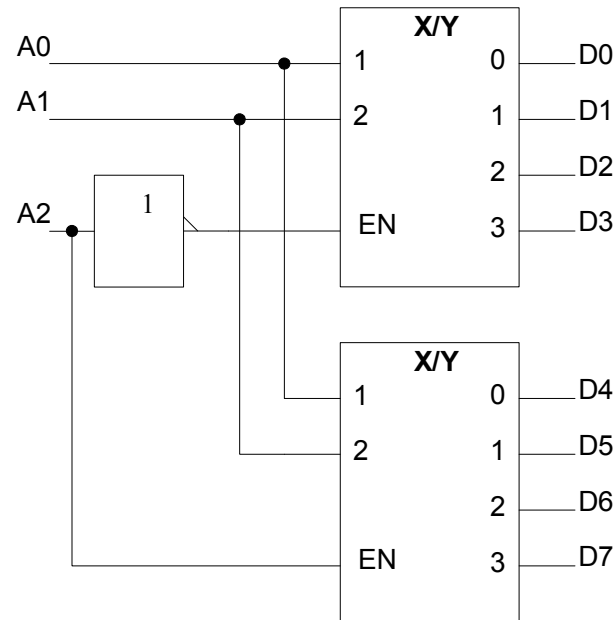 X/Y
A0 1 0 D0
A1 2 1 D1
2 D2
A2 1 EN 3 D3
X/Y
1 0 D4
2 1 D5
2 D6
EN 3 D7